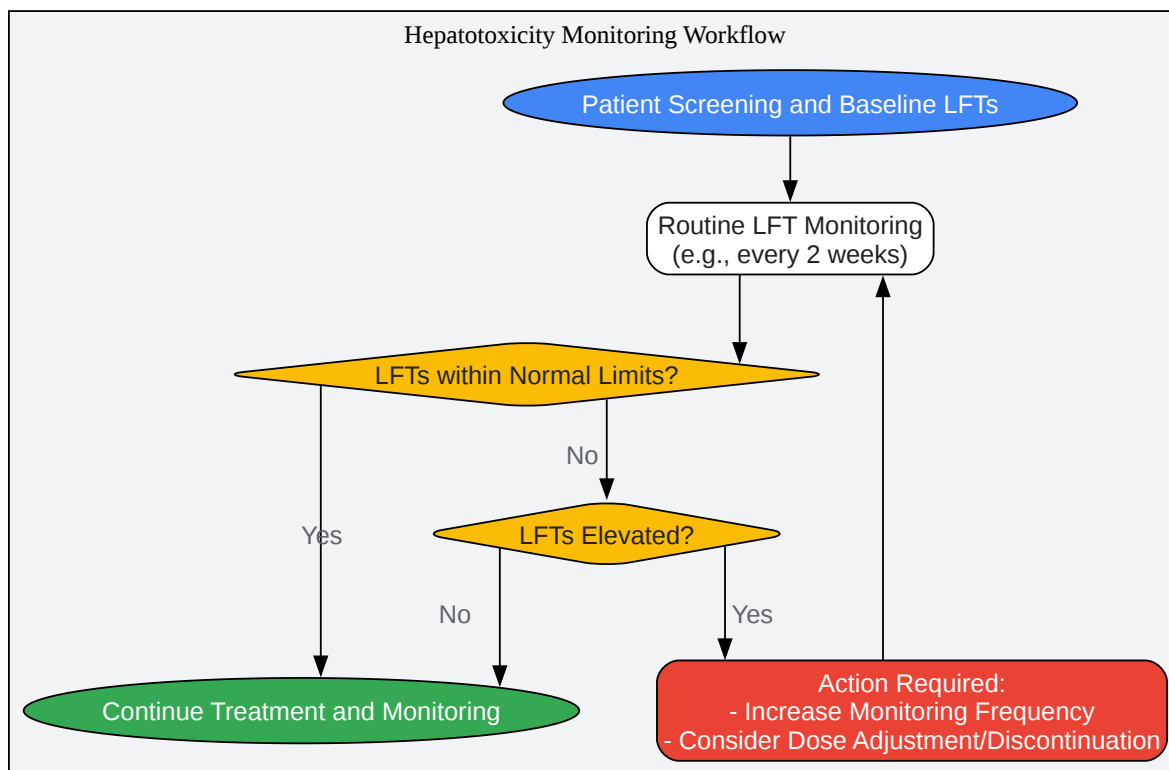 Hepatotoxicity Monitoring Workflow
Patient Screening and Baseline LFTs
Routine LFT Monitoring
(e.g., every 2 weeks)
LFTs within Normal Limits?
No
Yes
LFTs Elevated?
No
Yes
Continue Treatment and Monitoring
Action Required:
- Increase Monitoring Frequency
- Consider Dose Adjustment/Discontinuation